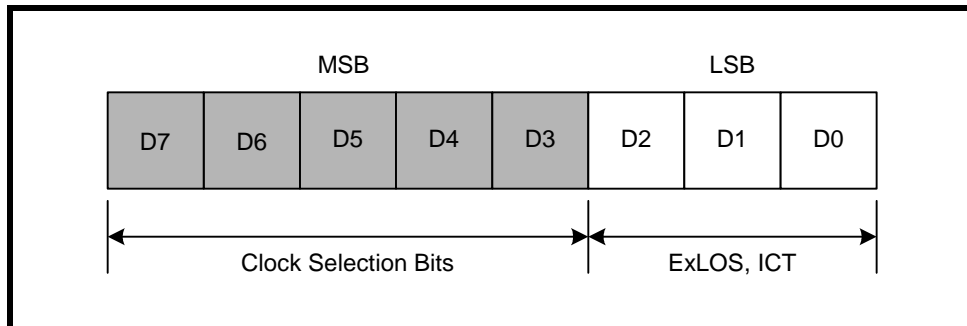 MSB LSB
D7 D6 D5 D4 D3 D2 D1 D0
Clock Selection Bits ExLOS, ICT